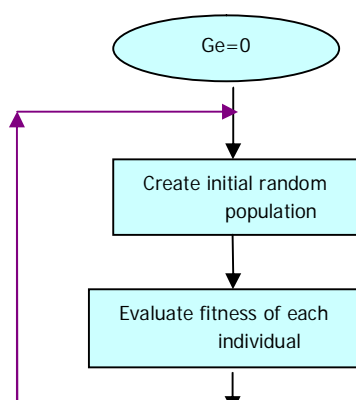 Ge=0
Create initial random
population
Evaluate fitness of each
individual